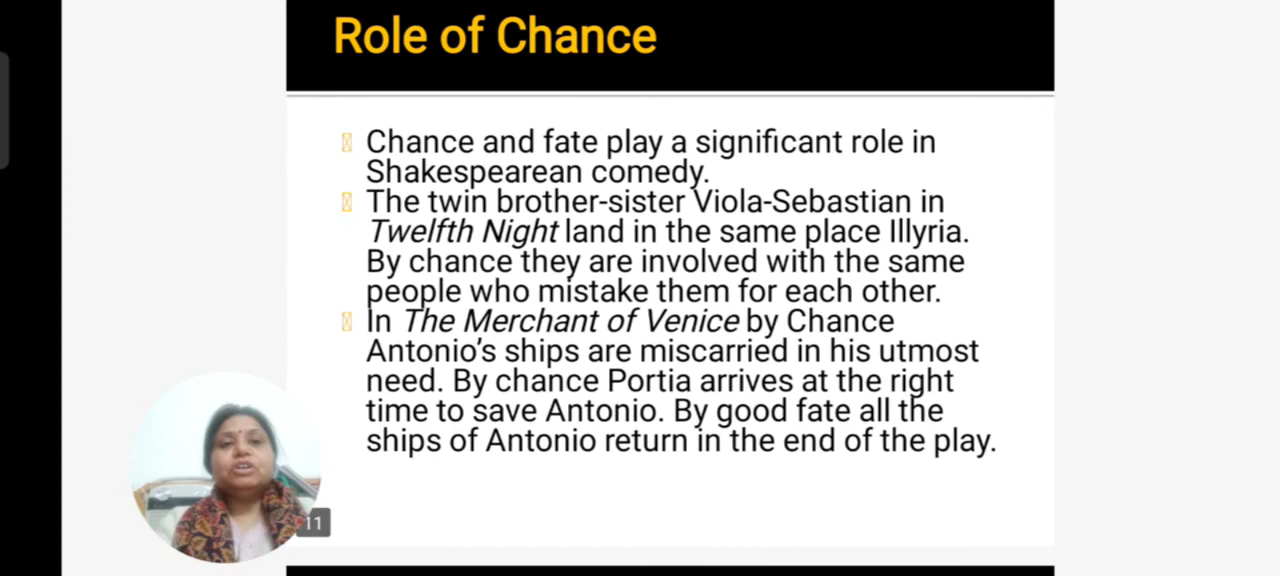 Role of Chance
Chance and fate play a significant role in
Shakespearean comedy.
The twin brother-sister Viola-Sebastian in
Twelfth Night land in the same place Illyria.
By chance they are involved with the same
people who mistake them for each other.
In The Merchant of Venice by Chance
Antonio’s ships are miscarried in his utmost
need. By chance Portia arrives at the right
time to save Antonio. By good fate all the
ships of Antonio return in the end of the play.
11